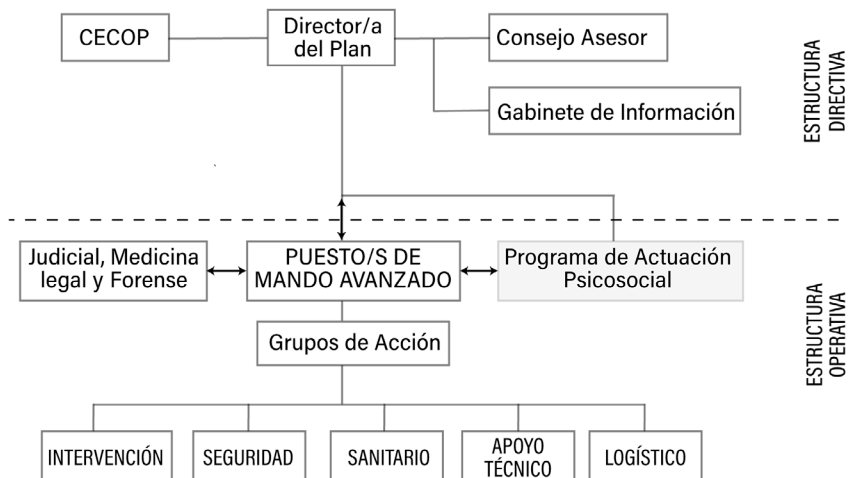 CECOP
Director/a
del Plan
Consejo Asesor
Gabinete de Información
ESTRUCTURA
DIRECTIVA
Judicial, Medicina
legal y Forense
PUESTO/S DE
MANDO AVANZADO
Programa de Actuación
Psicosocial
Grupos de Acción
ESTRUCTURA
OPERATIVA
INTERVENCIÓN
SEGURIDAD
SANITARIO
APOYO
TÉCNICO
LOGÍSTICO